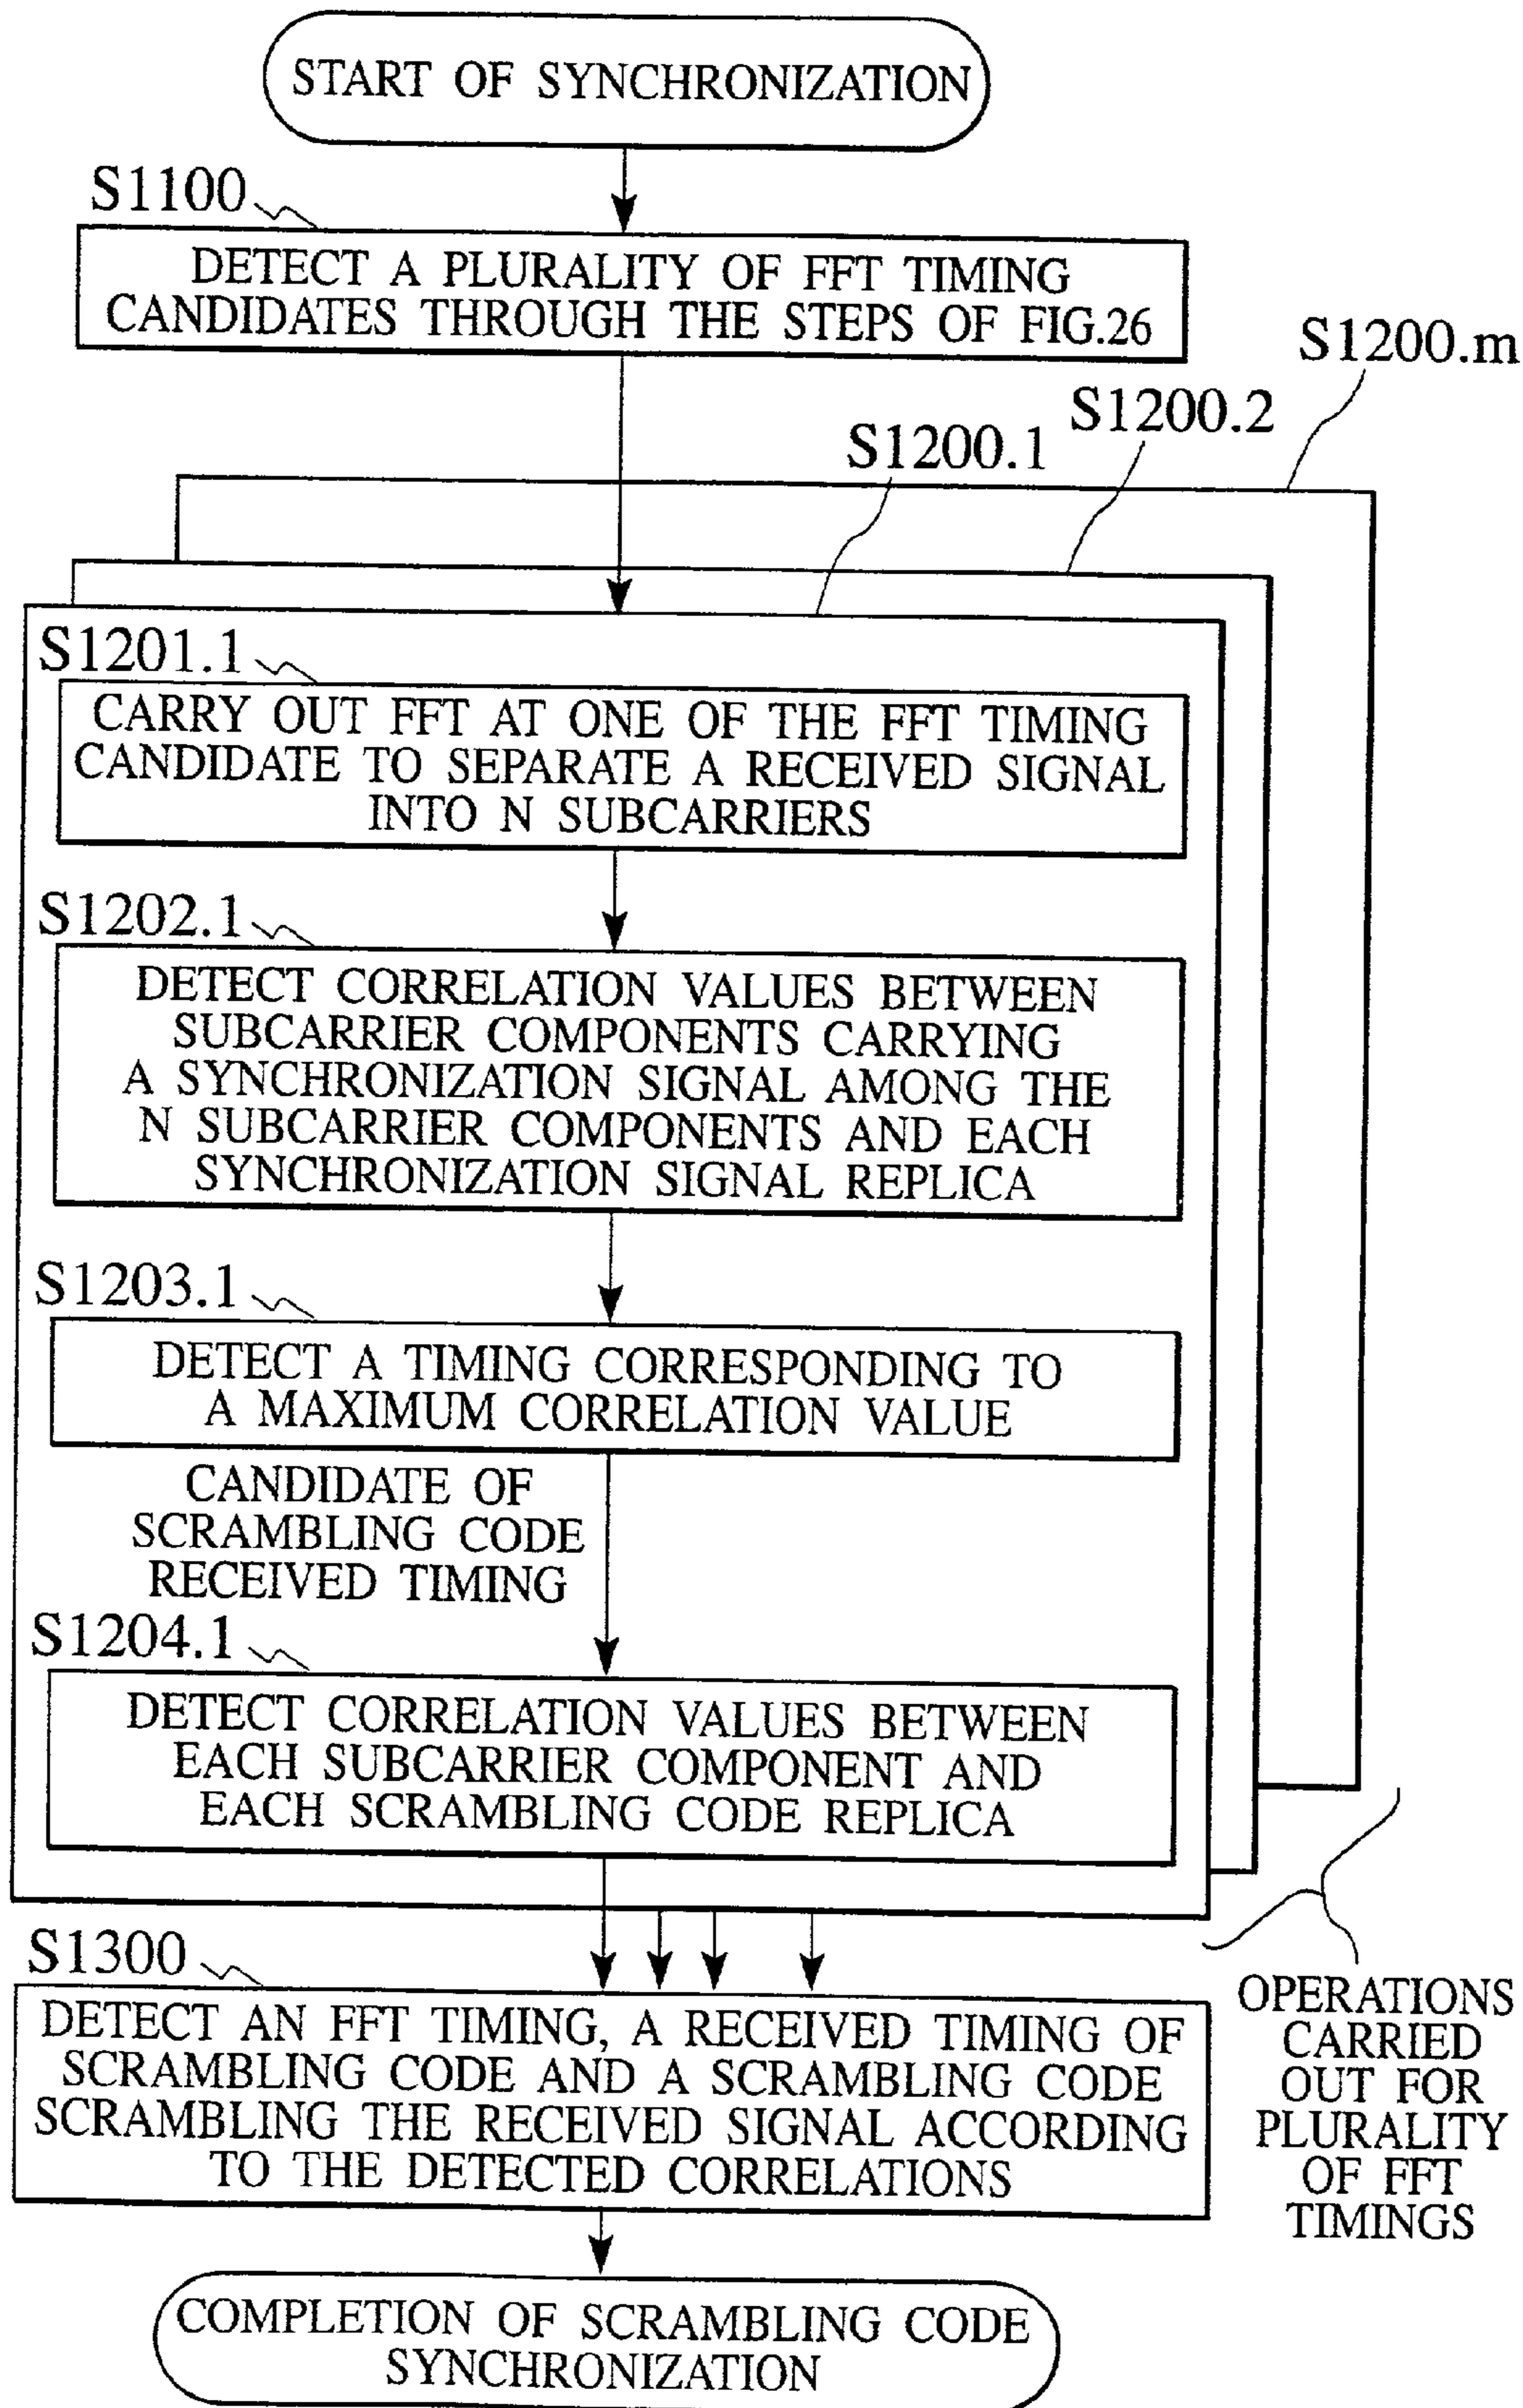 START OF SYNCHRONIZATION
S1100
DETECT A PLURALITY OF FFT TIMING
CANDIDATES THROUGH THE STEPS OF FIG.26
S1200.m
S1200.2
S1200.1
S1201.1
CARRY OUT FFT AT ONE OF THE FFT TIMING
CANDIDATE TO SEPARATE A RECEIVED SIGNAL
INTO N SUBCARRIERS
S1202.1
DETECT CORRELATION VALUES BETWEEN
SUBCARRIER COMPONENTS CARRYING
A SYNCHRONIZATION SIGNAL AMONG THE
N SUBCARRIER COMPONENTS AND EACH
SYNCHRONIZATION SIGNAL REPLICA
S1203.1
DETECT A TIMING CORRESPONDING TO
A MAXIMUM CORRELATION VALUE
CANDIDATE OF
SCRAMBLING CODE
RECEIVED TIMING
S1204.1
DETECT CORRELATION VALUES BETWEEN
EACH SUBCARRIER COMPONENT AND
EACH SCRAMBLING CODE REPLICA
S1300
DETECT AN FFT TIMING, A RECEIVED TIMING OF
SCRAMBLING CODE AND A SCRAMBLING CODE
SCRAMBLING THE RECEIVED SIGNAL ACCORDING
TO THE DETECTED CORRELATIONS
OPERATIONS
CARRIED
OUT FOR
PLURALITY
OF FFT
TIMINGS
COMPLETION OF SCRAMBLING CODE
SYNCHRONIZATION